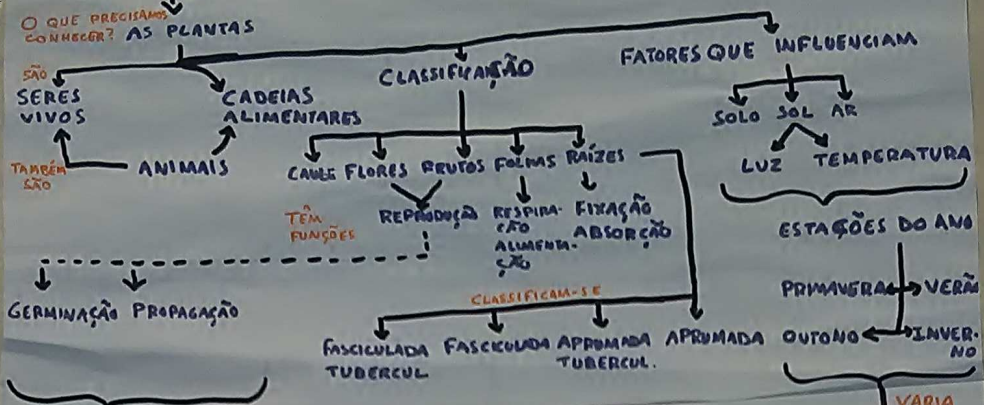 O QUE PRECISAMOS
CONHECER? AS PLANTAS
SÃO
SERES
VIVOS
CADEIAS
ALIMENTARES
TAMBÉM
SÃO
ANIMAIS
CLASSIFICAÇÃO
CAULE FLORES FRUTOS FOLHAS RAÍZES
TÊM
FUNÇÕES
REPRODUÇÃO
RESPIRA-
ÇÃO
ALIMENTA-
ÇÃO
FIXAÇÃO
ABSORÇÃO
GERMINAÇÃO PROPAGAÇÃO
CLASSIFICAM-SE
FASCICULADA
TUBERCUL.
FASCICULADA
APRUMADA
TUBERCUL.
APRUMADA
FATORES QUE INFLUENCIAM
SOLO SOL AR
LUZ TEMPERATURA
ESTAÇÕES DO ANO
PRIMAVERA VERÃO
OUTONO INVER-
NO
VARIA